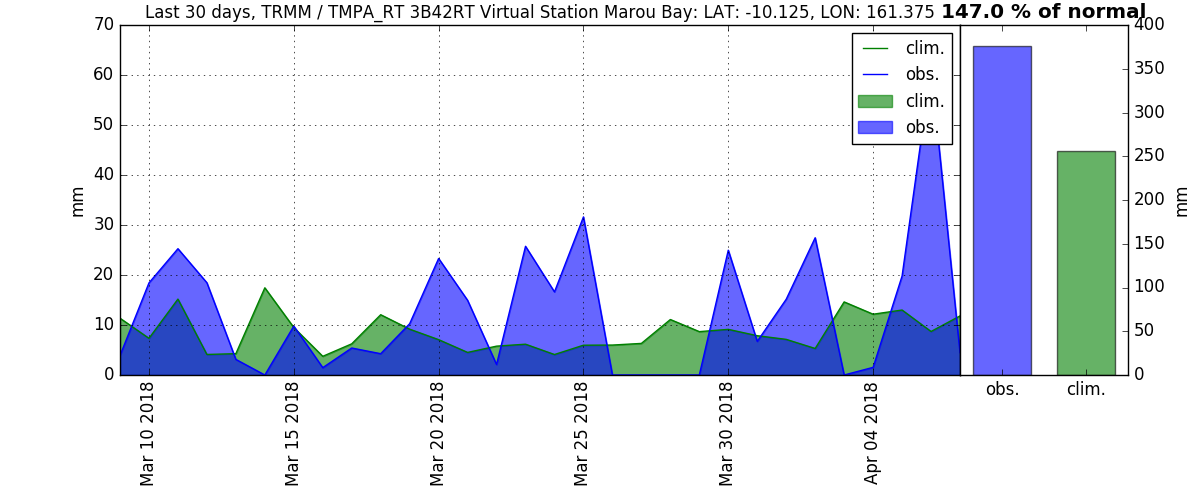 Last 30 days, TRMM / TMPA_RT 3B42RT Virtual Station Marou Bay: LAT: -10.125, LON: 161.375 147.0 % of normal
70
60
50
40
30
20
10
0
mm
clim.
obs.
clim.
obs.
Mar 10 2018
Mar 15 2018
Mar 20 2018
Mar 25 2018
Mar 30 2018
Apr 04 2018
400
350
300
250
200
150
100
50
0
mm
obs. clim.